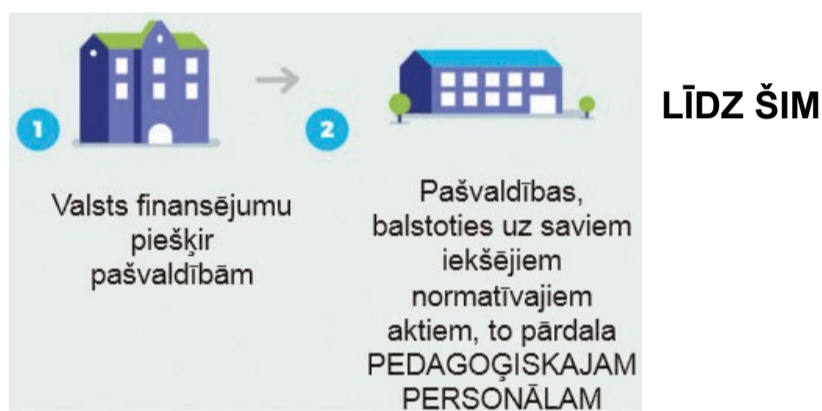 LĪDZ ŠIM
1
Valsts finansējumu
piešķir
pašvaldībām
2
Pašvaldības,
balstoties uz saviem
iekšējiem
normatīvajiem
aktiem, to pārdala
PEDAGOĢISKAJAM
PERSONĀLAM